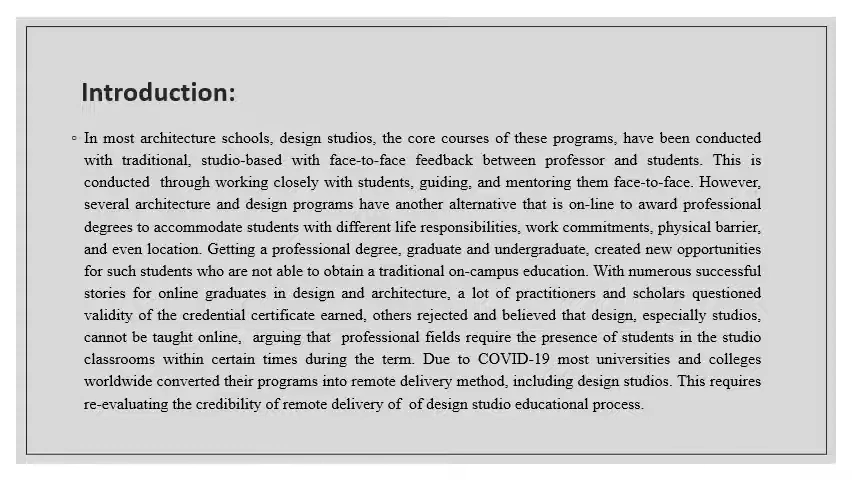 Introduction:
▫ In most architecture schools, design studios, the core courses of these programs, have been conducted
with traditional, studio-based with face-to-face feedback between professor and students. This is
conducted through working closely with students, guiding, and mentoring them face-to-face. However,
several architecture and design programs have another alternative that is on-line to award professional
degrees to accommodate students with different life responsibilities, work commitments, physical barrier,
and even location. Getting a professional degree, graduate and undergraduate, created new opportunities
for such students who are not able to obtain a traditional on-campus education. With numerous successful
stories for online graduates in design and architecture, a lot of practitioners and scholars questioned
validity of the credential certificate earned, others rejected and believed that design, especially studios,
cannot be taught online, arguing that professional fields require the presence of students in the studio
classrooms within certain times during the term. Due to COVID-19 most universities and colleges
worldwide converted their programs into remote delivery method, including design studios. This requires
re-evaluating the credibility of remote delivery of of design studio educational process.